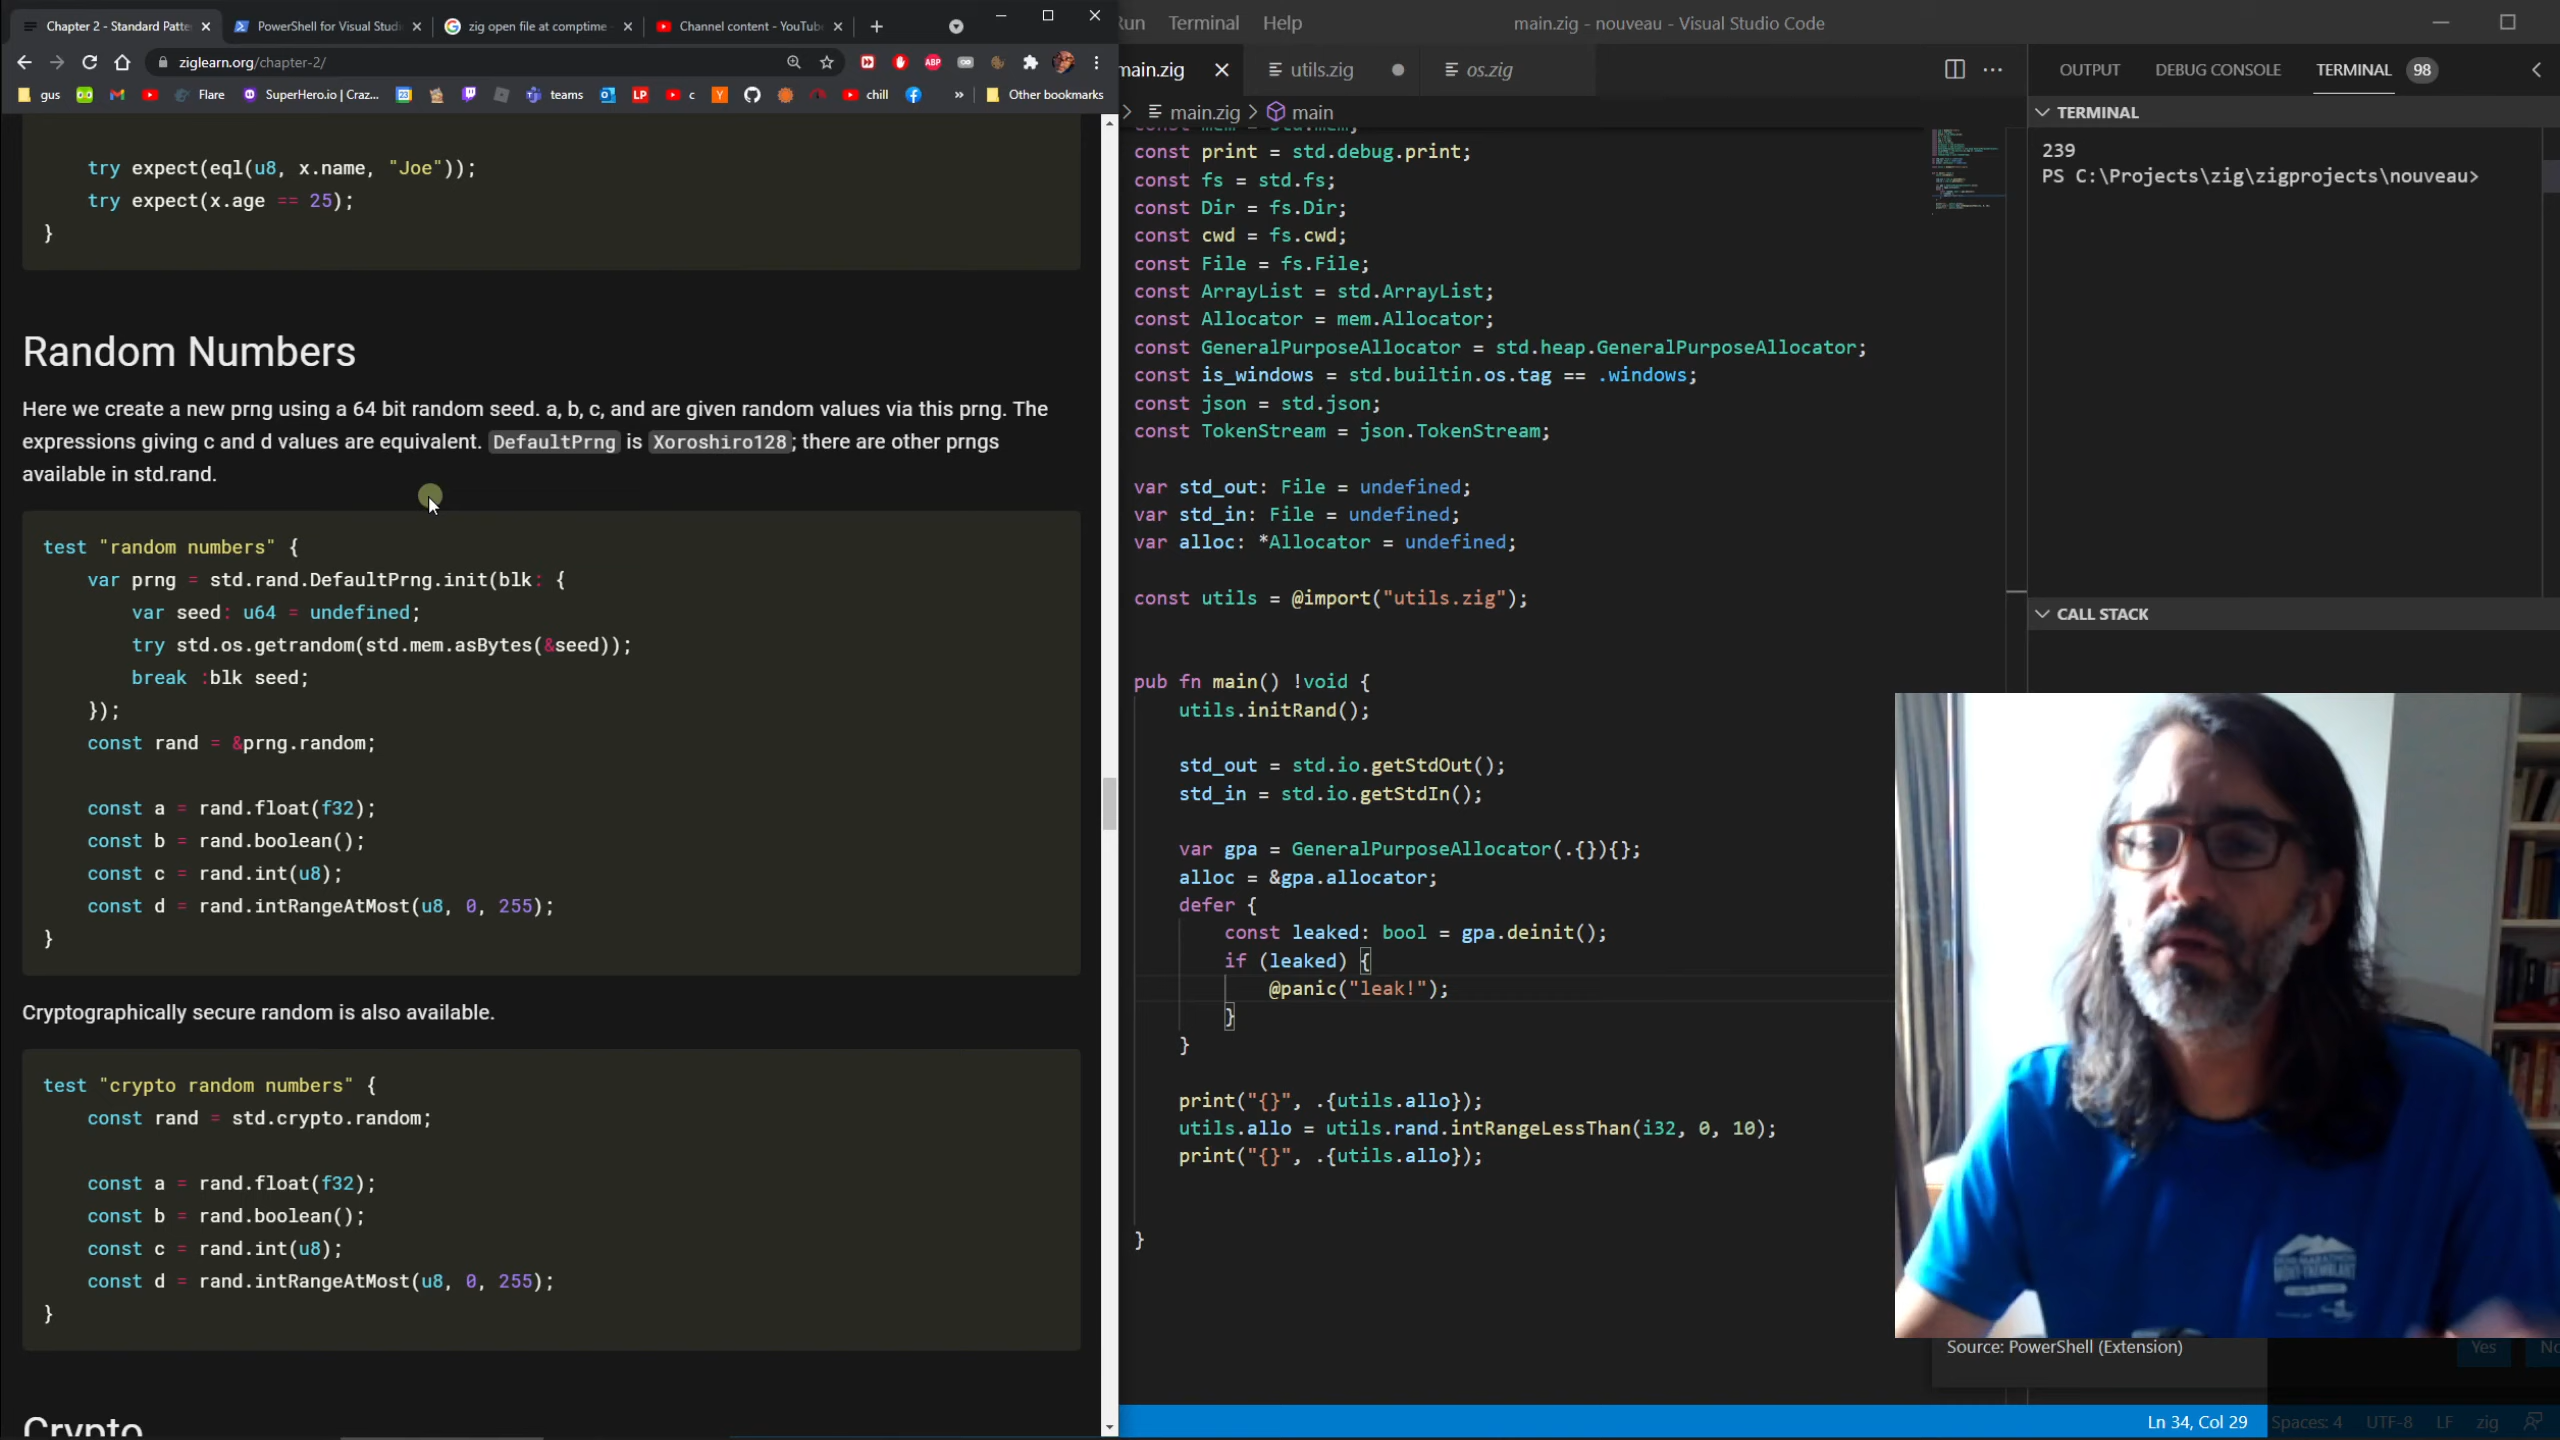 Chapter 2 - Standard Patte
PowerShell for Visual Studi
zig open file at comptime -
Channel content - YouTube
ziglearn.org/chapter-2/
gus
Flare
SuperHero.io | Craz...
teams
LP
c
chill
»
Other bookmarks
try expect(eql(u8, x.name, "Joe"));
try expect(x.age == 25);
}
Random Numbers
Here we create a new prng using a 64 bit random seed. a, b, c, and are given random values via this prng. The
expressions giving c and d values are equivalent. DefaultPrng is Xoroshiro128; there are other prngs
available in std.rand.
test "random numbers" {
var prng = std.rand.DefaultPrng.init(blk: {
var seed: u64 = undefined;
try std.os.getrandom(std.mem.asBytes(&seed));
break :blk seed;
});
const rand = &prng.random;
const a = rand.float(f32);
const b = rand.boolean();
const c = rand.int(u8);
const d = rand.intRangeAtMost(u8, 0, 255);
}
Cryptographically secure random is also available.
test "crypto random numbers" {
const rand = std.crypto.random;
const a = rand.float(f32);
const b = rand.boolean();
const c = rand.int(u8);
const d = rand.intRangeAtMost(u8, 0, 255);
}
Crypto
Run Terminal Help
main.zig - nouveau - Visual Studio Code
main.zig
utils.zig
os.zig
main.zig > main
const mem = std.mem;
const print = std.debug.print;
const fs = std.fs;
const Dir = fs.Dir;
const cwd = fs.cwd;
const File = fs.File;
const ArrayList = std.ArrayList;
const Allocator = mem.Allocator;
const GeneralPurposeAllocator = std.heap.GeneralPurposeAllocator;
const is_windows = std.builtin.os.tag == .windows;
const json = std.json;
const TokenStream = json.TokenStream;
var std_out: File = undefined;
var std_in: File = undefined;
var alloc: *Allocator = undefined;
const utils = @import("utils.zig");
pub fn main() !void {
utils.initRand();
std_out = std.io.getStdOut();
std_in = std.io.getStdIn();
var gpa = GeneralPurposeAllocator(.{}){};
alloc = &gpa.allocator;
defer {
const leaked: bool = gpa.deinit();
if (leaked) {
@panic("leak!");
}
}
print("{}", .{utils.allo});
utils.allo = utils.rand.intRangeLessThan(i32, 0, 10);
print("{}", .{utils.allo});
}
OUTPUT DEBUG CONSOLE TERMINAL 98
TERMINAL
239
PS C:\Projects\zig\zigprojects\nouveau>
CALL STACK
MONT-TREMBLANT
Source: PowerShell (Extension)
Yes
No
Ln 34, Col 29 Spaces: 4 UTF-8 LF zig